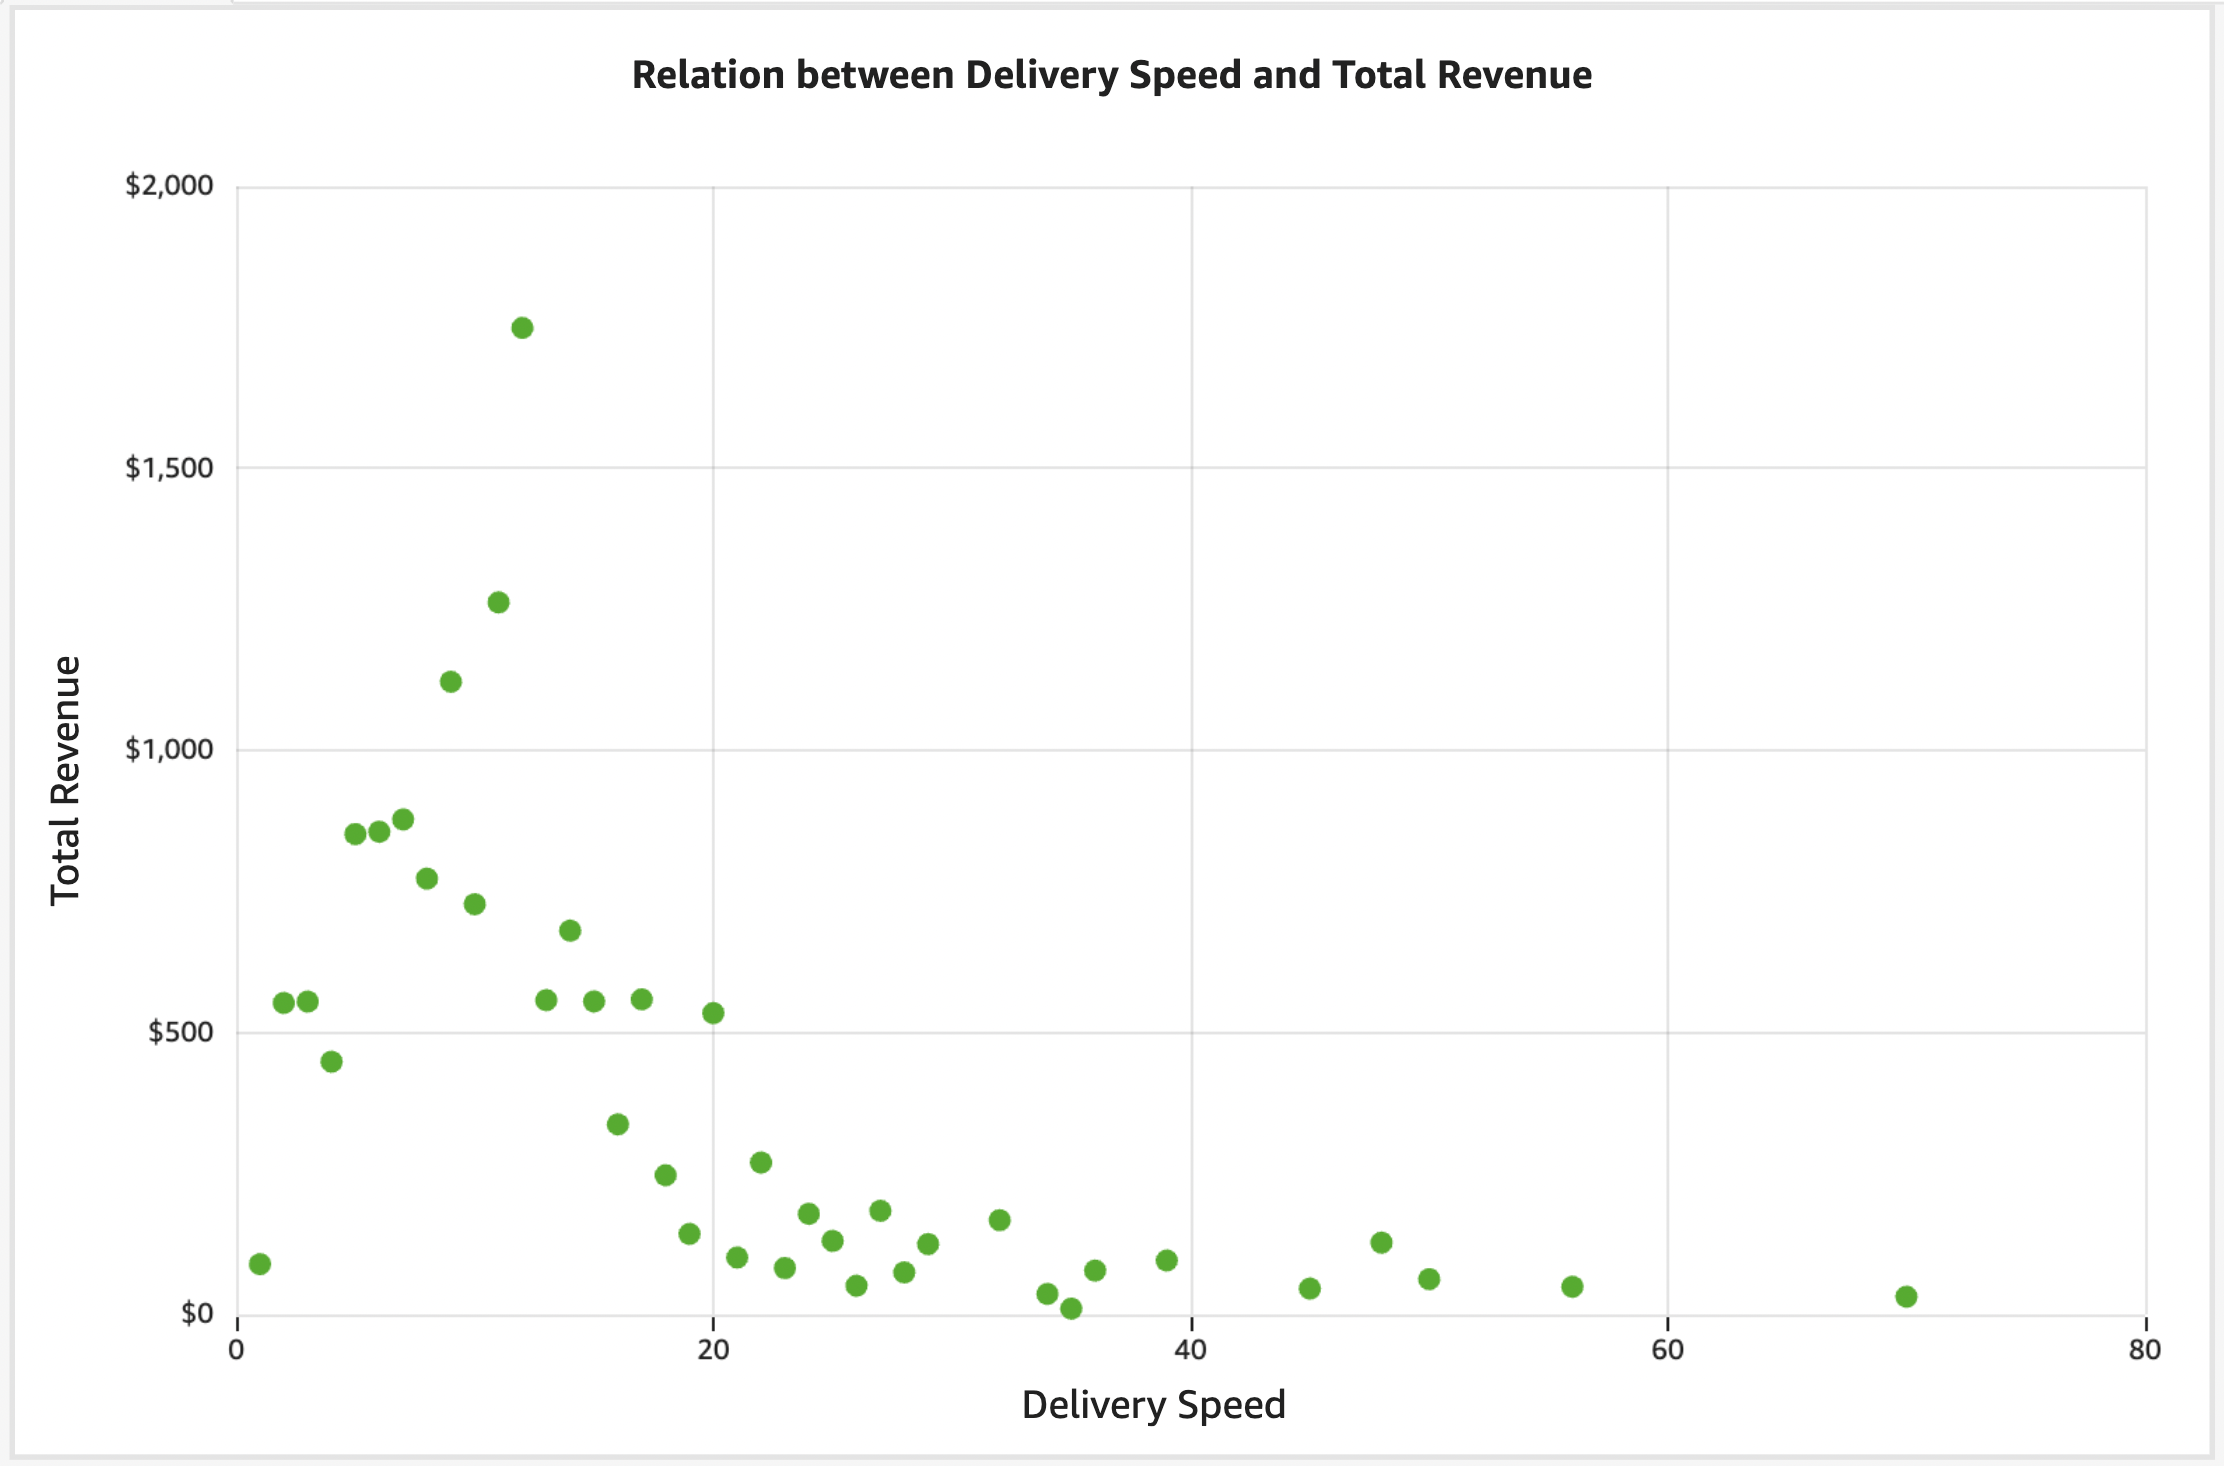 Relation between Delivery Speed and Total Revenue
$2,000
$1,500
$1,000
$500
$0
Total Revenue
0 20 40 60 80
Delivery Speed